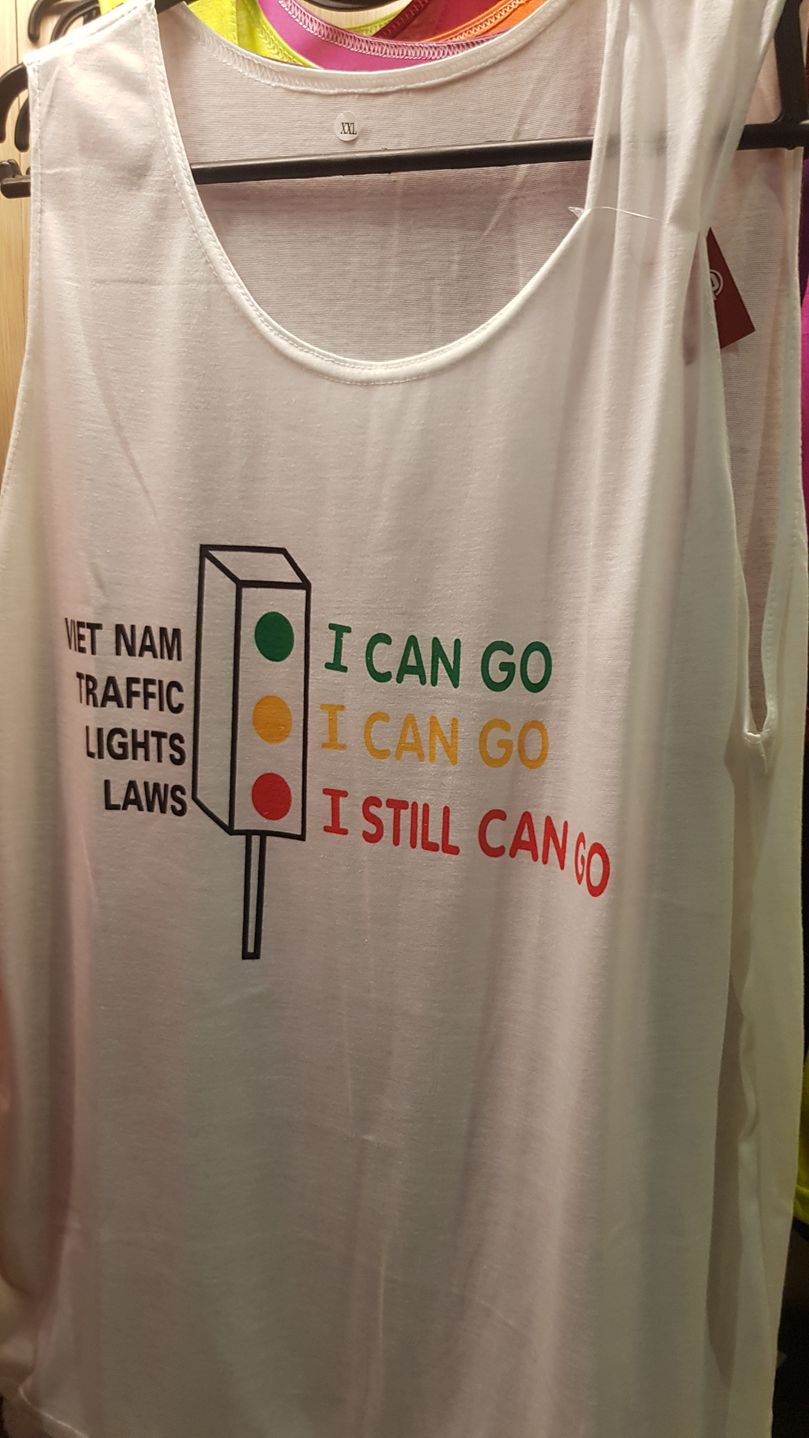 XXL
VIET NAM
TRAFFIC
LIGHTS
LAWS
I CAN GO
I CAN GO
I STILL CAN GO